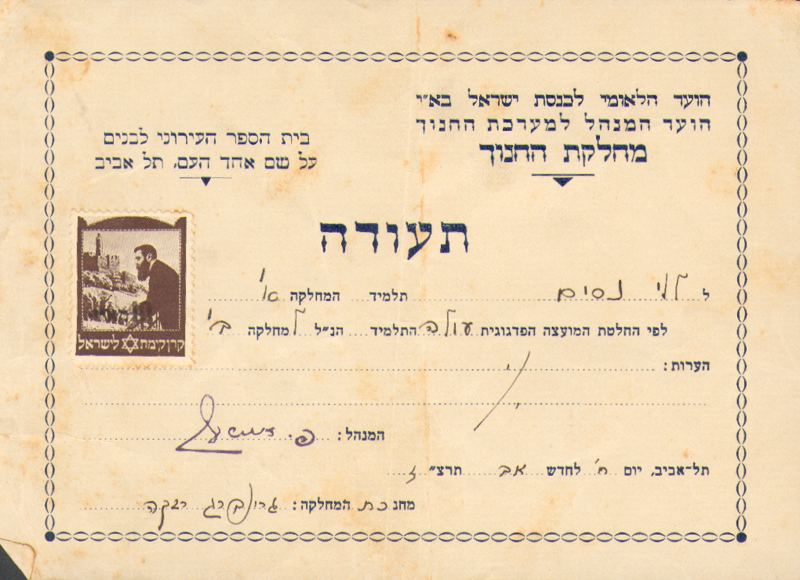 הועד הלאומי לכנסת ישראל בא״י
הועד המנהל למערכת החנוך
מחלקת החנוך
בית הספר העירוני לבנים
על שם אחד העם, תל אביב
תעודה
ל לוי נסים תלמיד המחלקה א'
לפי החלטת המועצה הפדגוגית עולה התלמיד הנ״ל למחלקה ב'
הערות:
המנהל: פ.
תל־אביב, יום ח' לחדש אב תרצ״ז
מחנכת המחלקה: גרינברג רבקה
קרן קימת לישראל